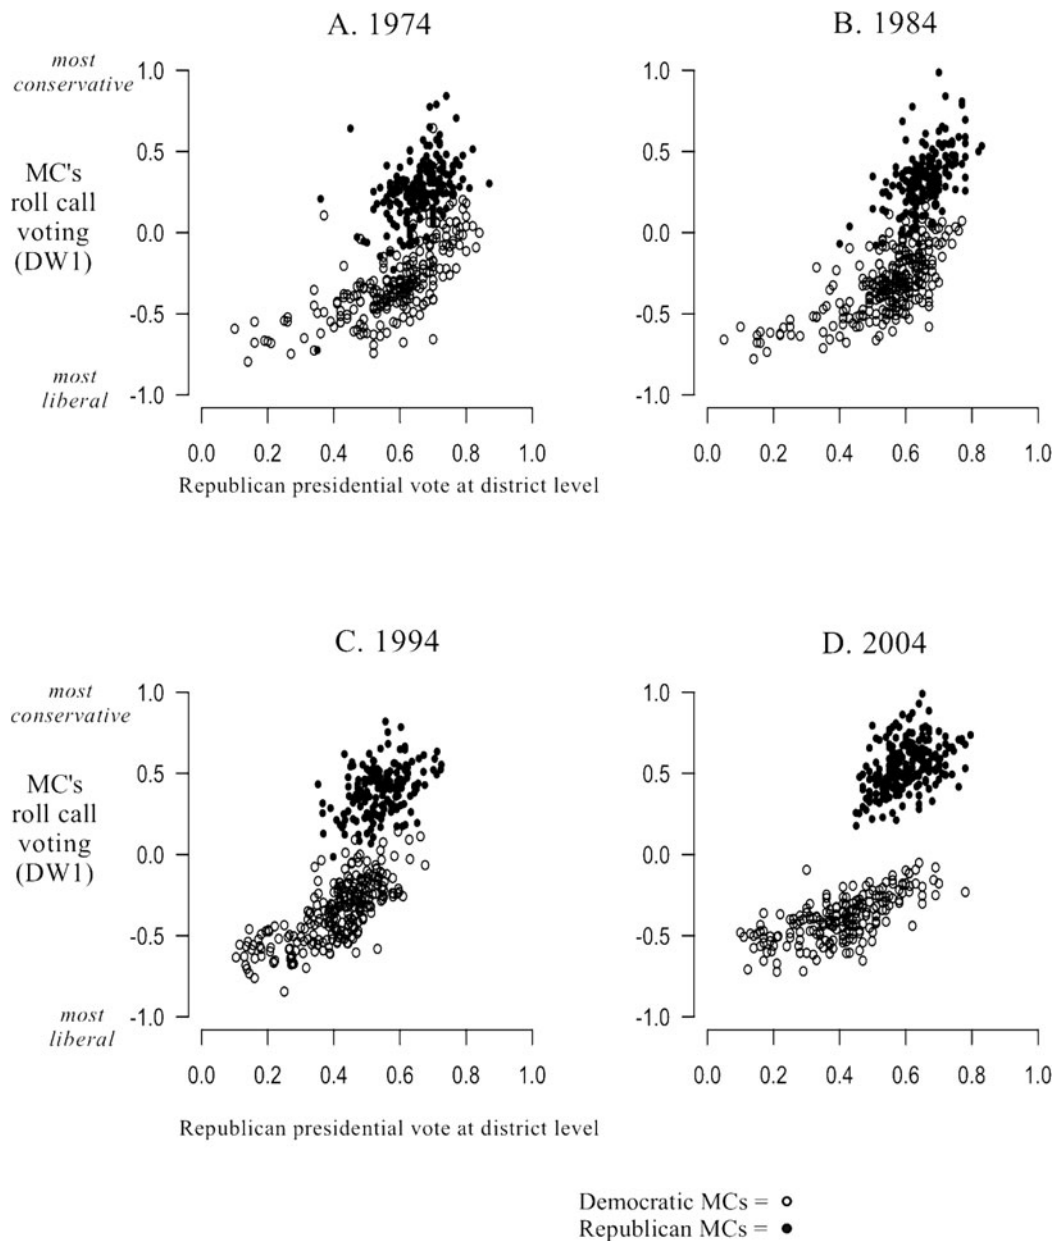 A. 1974
B. 1984
most
conservative
1.0
0.5
0.0
-0.5
-1.0
MC's
roll call
voting
(DW1)
most
liberal
0.0 0.2 0.4 0.6 0.8 1.0
Republican presidential vote at district level
1.0
0.5
0.0
-0.5
-1.0
0.0 0.2 0.4 0.6 0.8 1.0
C. 1994
D. 2004
most
conservative
1.0
0.5
0.0
-0.5
-1.0
MC's
roll call
voting
(DW1)
most
liberal
0.0 0.2 0.4 0.6 0.8 1.0
Republican presidential vote at district level
1.0
0.5
0.0
-0.5
-1.0
0.0 0.2 0.4 0.6 0.8 1.0
Democratic MCs =
Republican MCs =